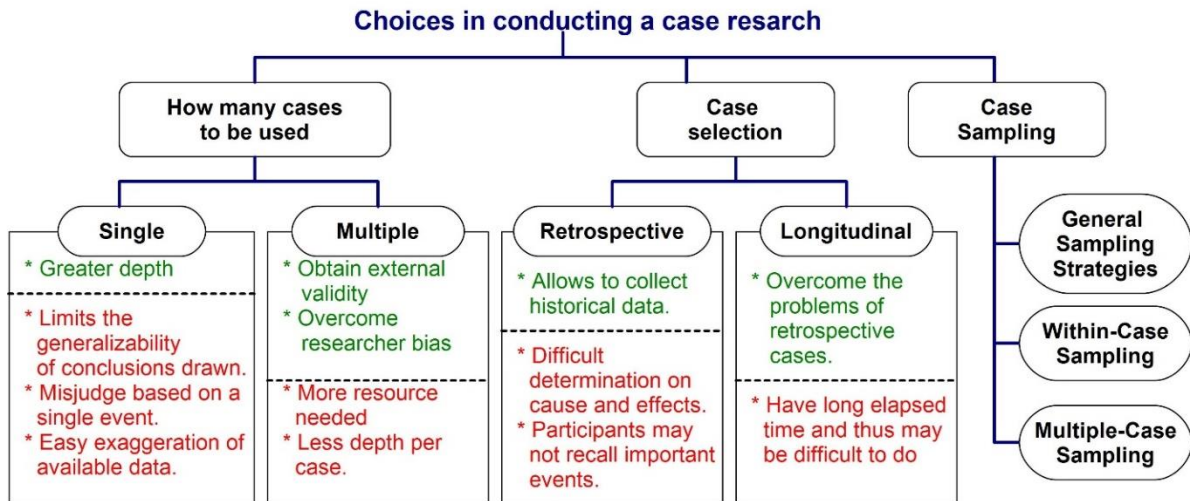 Choices in conducting a case resarch
How many cases
to be used
Case
selection
Case
Sampling
Single
* Greater depth
* Limits the
generalizability
of conclusions drawn.
* Misjudge based on a
single event.
* Easy exaggeration of
available data.
Multiple
* Obtain external
validity
* Overcome
researcher bias
* More resource
needed
* Less depth per
case.
Retrospective
* Allows to collect
historical data.
* Difficult
determination on
cause and effects.
* Participants may
not recall important
events.
Longitudinal
* Overcome the
problems of
retrospective
cases.
* Have long elapsed
time and thus may
be difficult to do
General
Sampling
Strategies
Within-Case
Sampling
Multiple-Case
Sampling